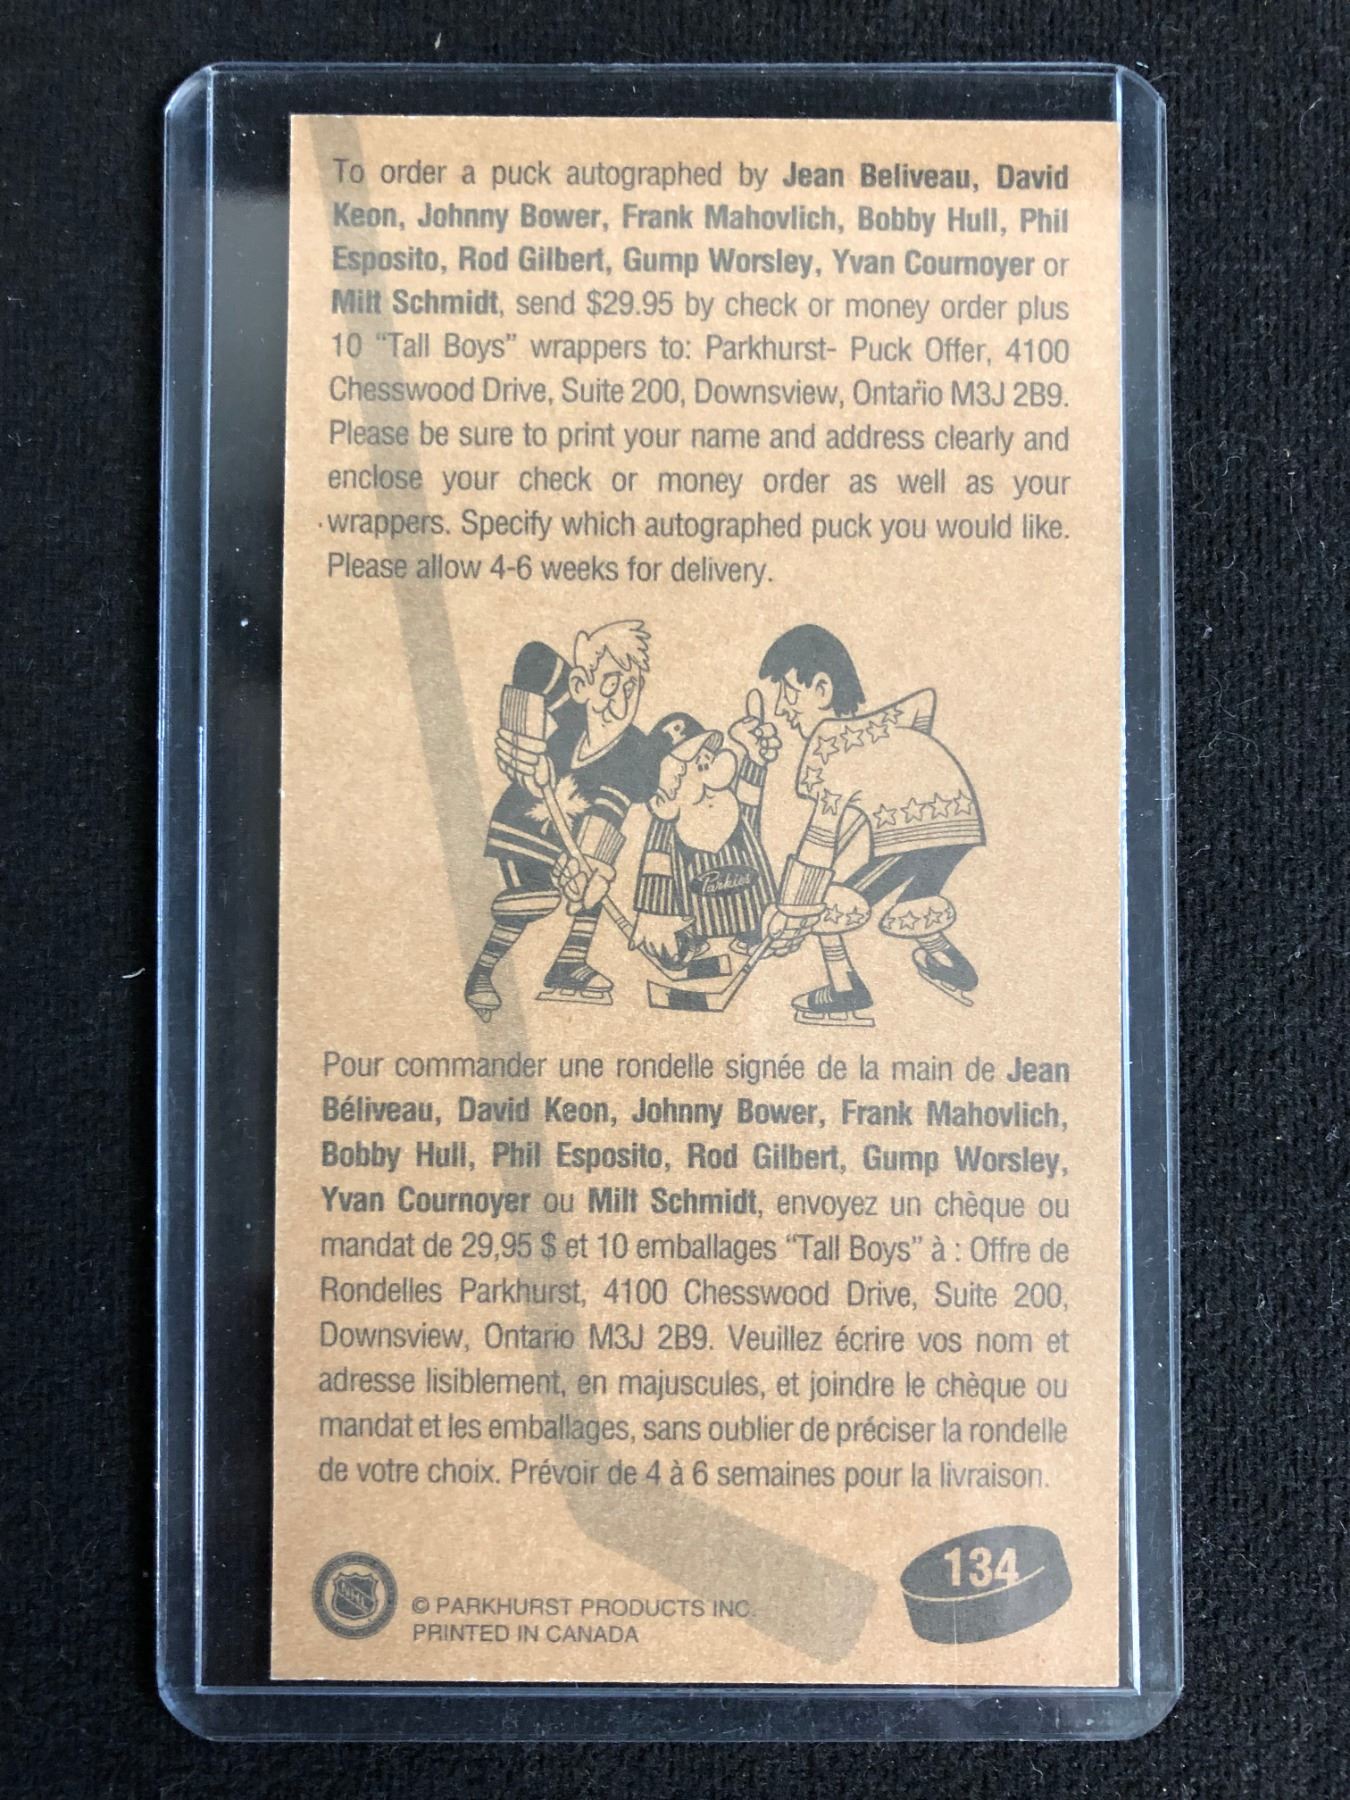 To order a puck autographed by Jean Beliveau, David
Keon, Johnny Bower, Frank Mahovlich, Bobby Hull, Phil
Esposito, Rod Gilbert, Gump Worsley, Yvan Cournoyer or
Milt Schmidt, send $29.95 by check or money order plus
10 “Tall Boys” wrappers to: Parkhurst- Puck Offer, 4100
Chesswood Drive, Suite 200, Downsview, Ontario M3J 2B9.
Please be sure to print your name and address clearly and
enclose your check or money order as well as your
wrappers. Specify which autographed puck you would like.
Please allow 4-6 weeks for delivery.
P
Parkies
Pour commander une rondelle signée de la main de Jean
Béliveau, David Keon, Johnny Bower, Frank Mahovlich,
Bobby Hull, Phil Esposito, Rod Gilbert, Gump Worsley,
Yvan Cournoyer ou Milt Schmidt, envoyez un chèque ou
mandat de 29,95 $ et 10 emballages “Tall Boys” à : Offre de
Rondelles Parkhurst, 4100 Chesswood Drive, Suite 200,
Downsview, Ontario M3J 2B9. Veuillez écrire vos nom et
adresse lisiblement, en majuscules, et joindre le chèque ou
mandat et les emballages, sans oublier de préciser la rondelle
de votre choix. Prévoir de 4 à 6 semaines pour la livraison.
NHL
© PARKHURST PRODUCTS INC.
PRINTED IN CANADA
134